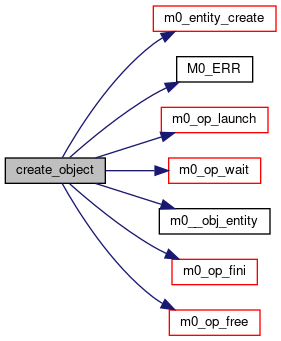 create_object
m0_entity_create
M0_ERR
m0_op_launch
m0_op_wait
m0__obj_entity
m0_op_fini
m0_op_free